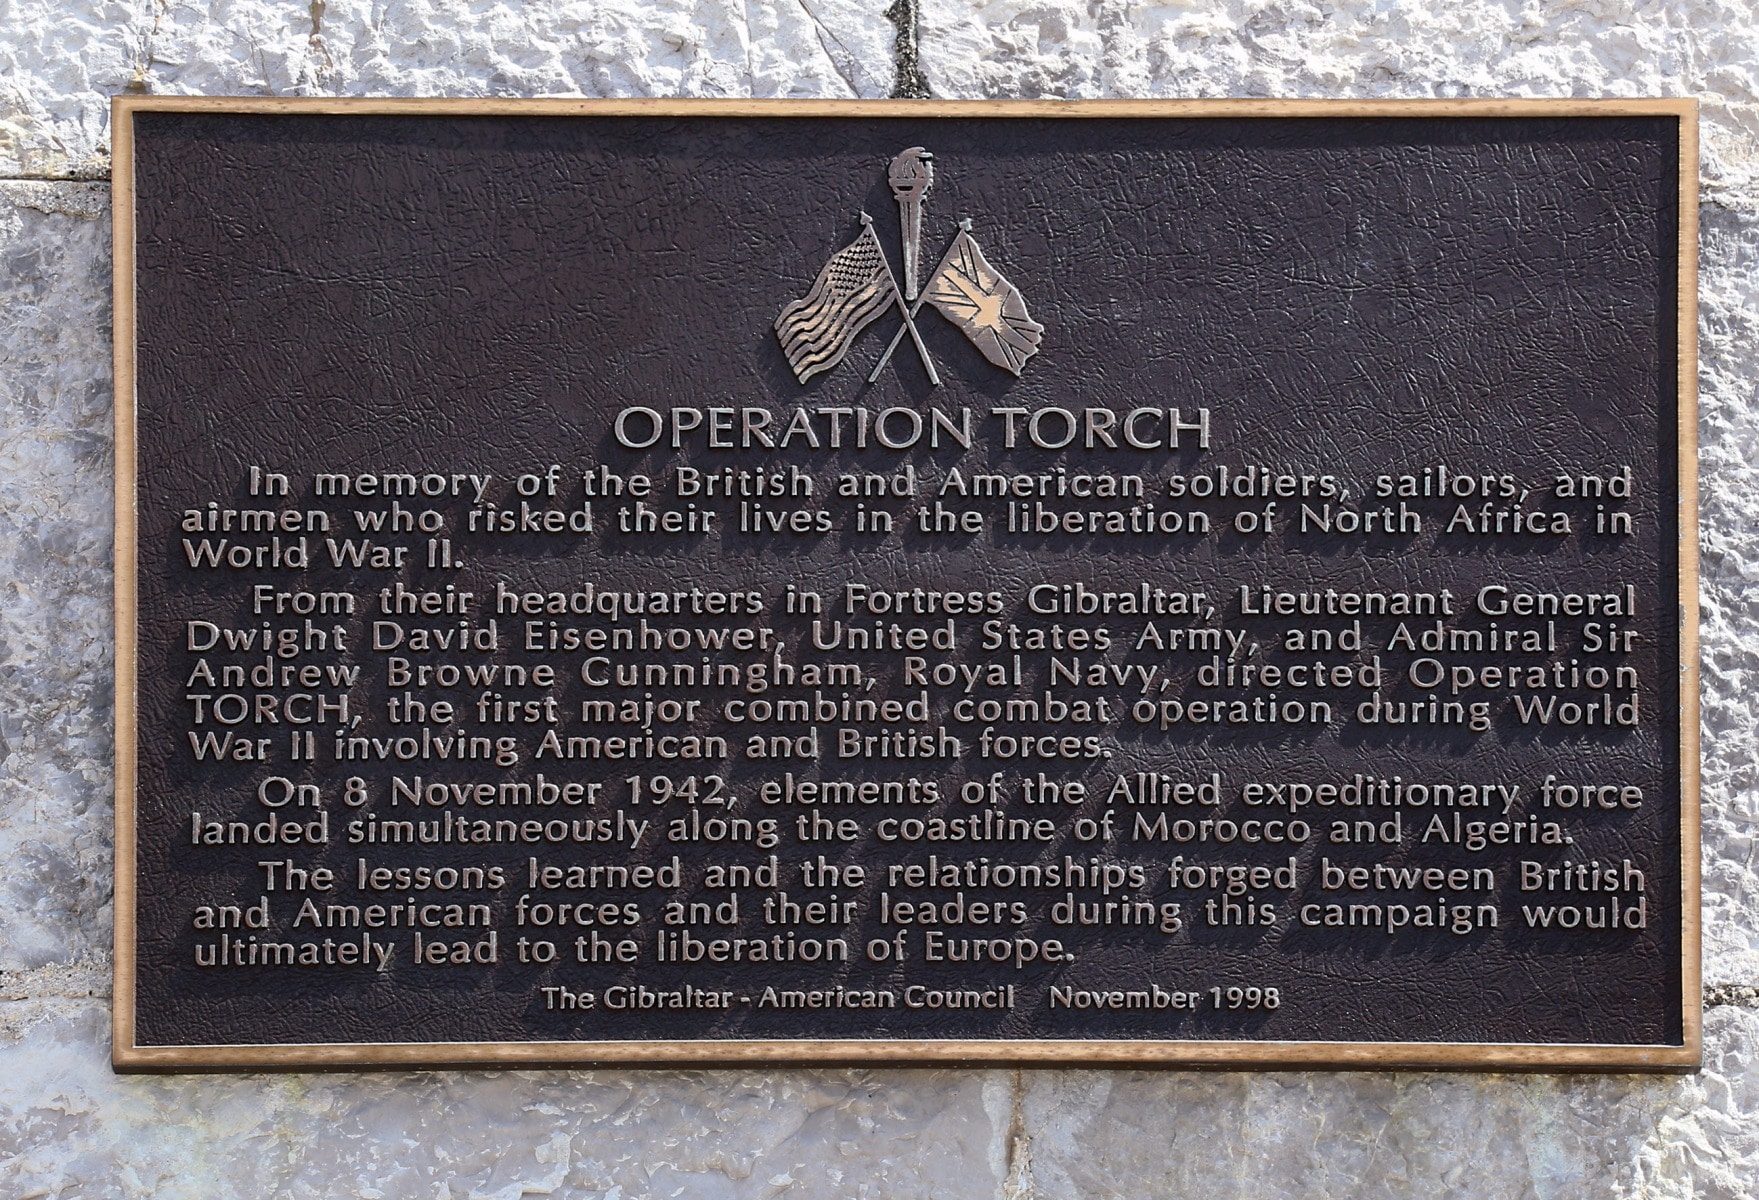 OPERATION TORCH
In memory of the British and American soldiers, sailors, and
airmen who risked their lives in the liberation of North Africa in
World War II.
From their headquarters in Fortress Gibraltar, Lieutenant General
Dwight David Eisenhower, United States Army, and Admiral Sir
Andrew Browne Cunningham, Royal Navy, directed Operation
TORCH, the first major combined combat operation during World
War II involving American and British forces.
On 8 November 1942, elements of the Allied expeditionary force
landed simultaneously along the coastline of Morocco and Algeria.
The lessons learned and the relationships forged between British
and American forces and their leaders during this campaign would
ultimately lead to the liberation of Europe.
The Gibraltar - American Council November 1998